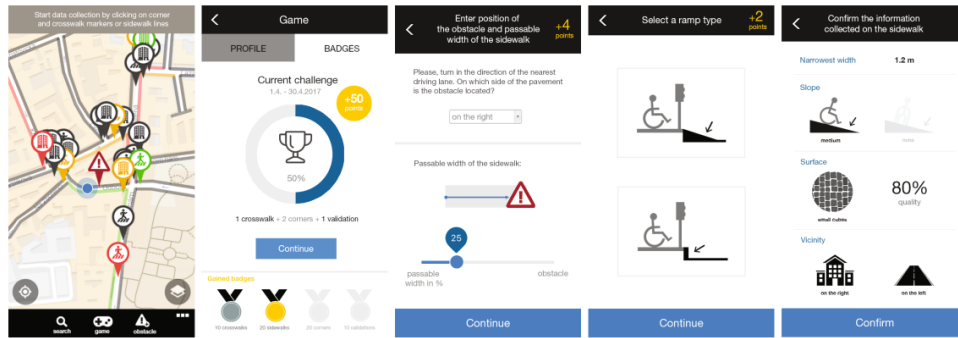 Start data collection by clicking on corner
and crosswalk markers or sidewalk lines
search
game
obstacle
Game
PROFILE
BADGES
Current challenge
1.4. - 30.4.2017
+50
points
50%
1 crosswalk + 2 corners + 1 validation
Continue
Gained badges
10 crosswalks
20 sidewalks
20 corners
10 validations
Enter position of
the obstacle and passable
width of the sidewalk
+4
points
Please, turn in the direction of the nearest
driving lane. On which side of the pavement
is the obstacle located?
on the right
Passable width of the sidewalk:
25
passable
width in %
obstacle
Continue
Select a ramp type
+2
points
Continue
Confirm the information
collected on the sidewalk
Narrowest width
1.2 m
Slope
medium
Surface
small cubes
80%
quality
Vicinity
on the right
on the left
Confirm